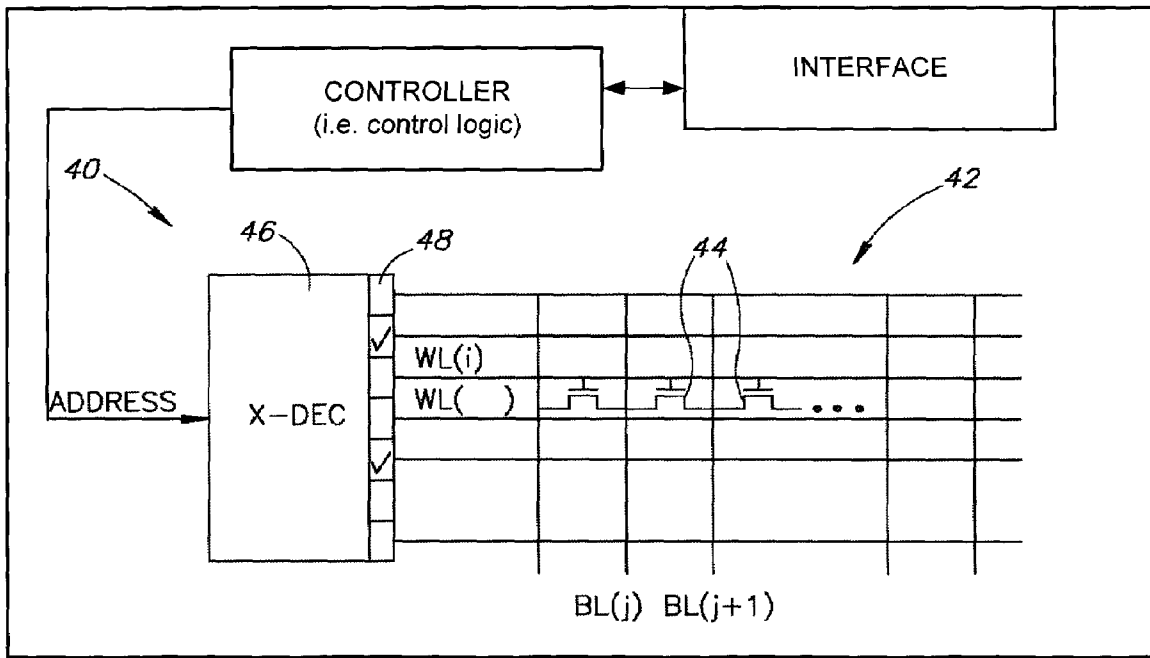 INTERFACE
CONTROLLER
(i.e. control logic)
40
42
46
48
44
WL(i)
WL( )
ADDRESS
X-DEC
BL(j) BL(j+1)